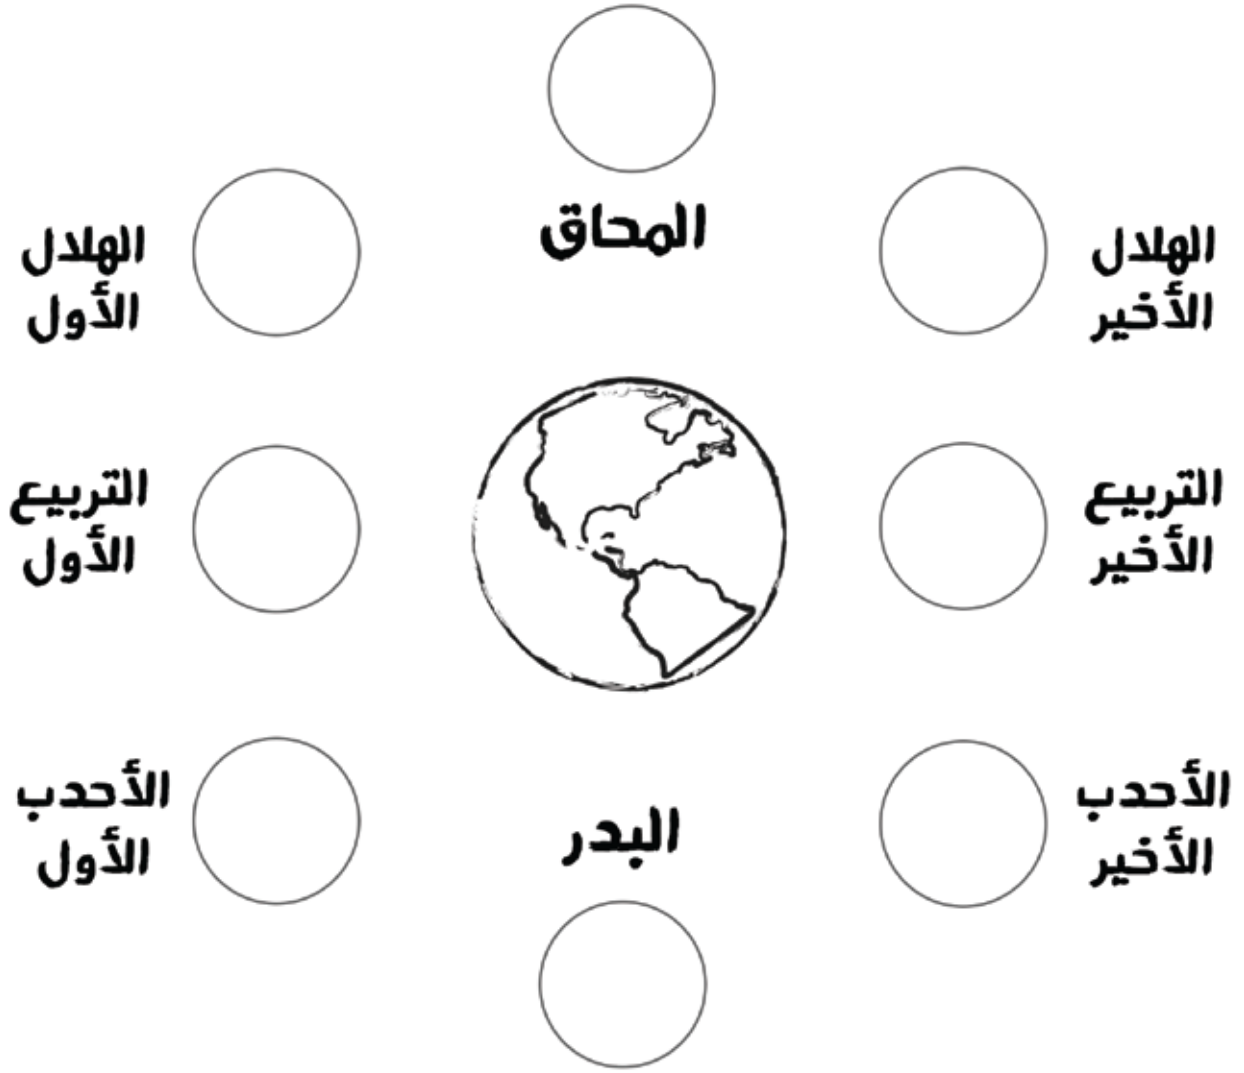 المحاق
الهلال
الأخير
الهلال
الأول
التربيع
الأخير
التربيع
الأول
الأحدب
الأخير
الأحدب
الأول
البدر